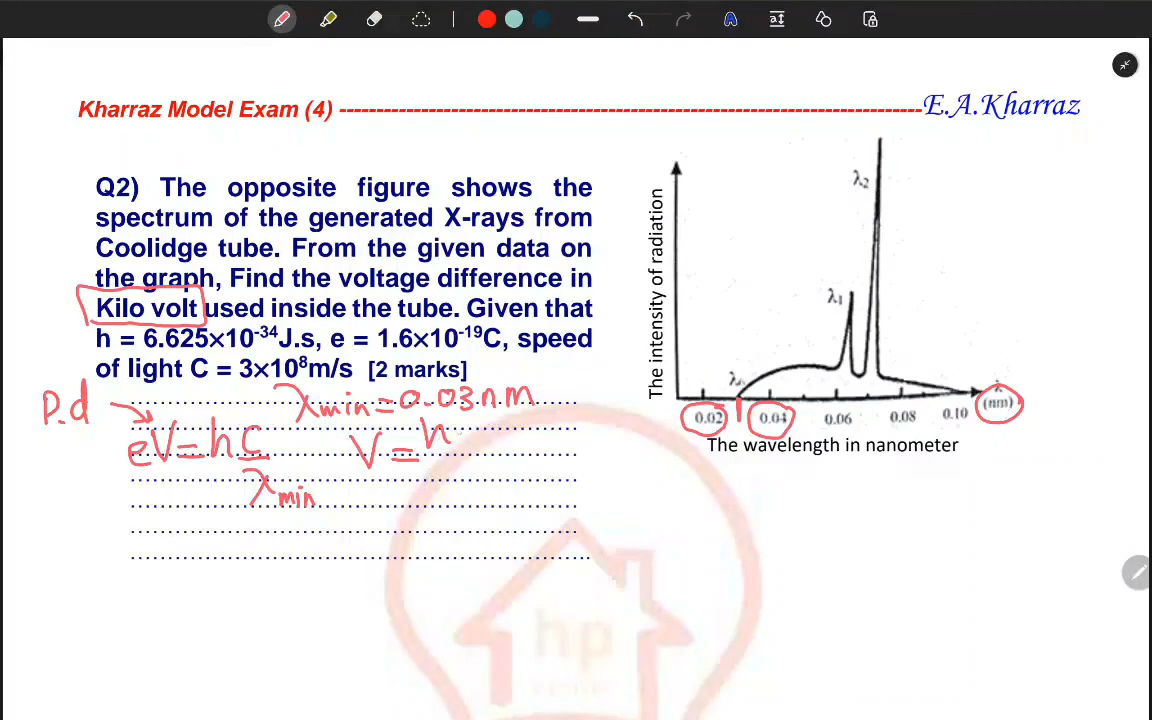 Kharraz Model Exam (4) ---------------------------------------------------------------------- E.A.Kharraz
Q2) The opposite figure shows the
spectrum of the generated X-rays from
Coolidge tube. From the given data on
the graph, Find the voltage difference in
Kilo volt used inside the tube. Given that
h = 6.625×10⁻³⁴J.s, e = 1.6×10⁻¹⁹C, speed
of light C = 3×10⁸m/s [2 marks]
P.d
λmin = 0.03nm
eV = hC
λmin
V = h
The intensity of radiation
λ2
λ1
λ
(nm)
0.02 0.04 0.06 0.08 0.10
The wavelength in nanometer
hp